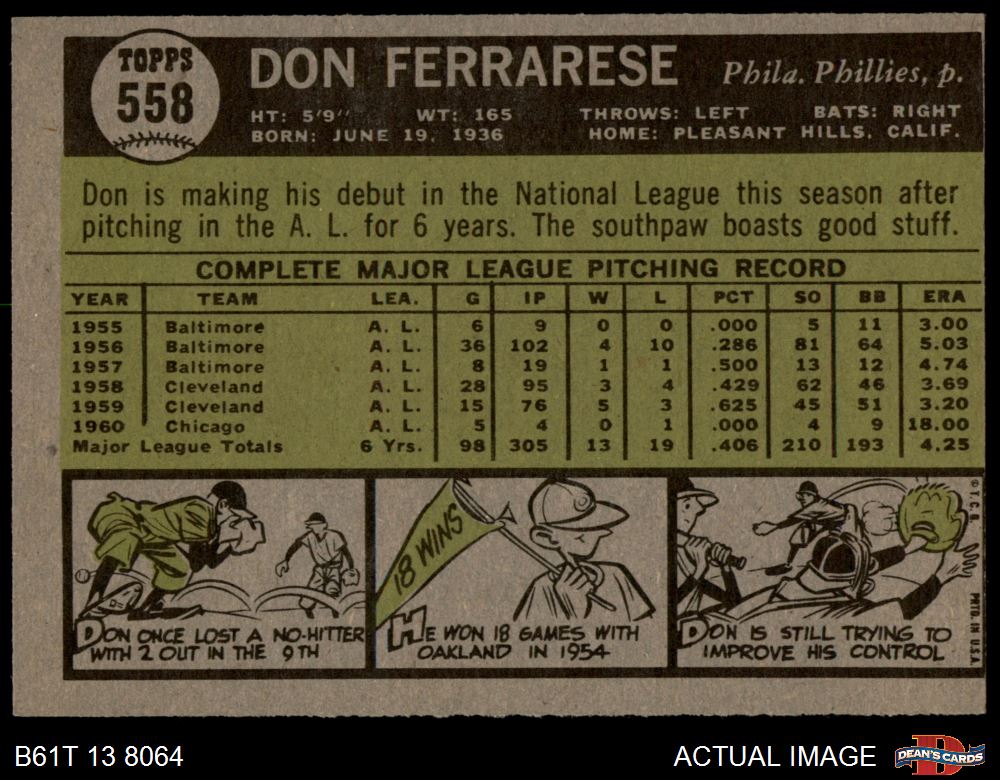 TOPPS
558
DON FERRARESE Phila. Phillies, p.
HT: 5'9" WT: 165 THROWS: LEFT BATS: RIGHT
BORN: JUNE 19, 1936 HOME: PLEASANT HILLS, CALIF.
Don is making his debut in the National League this season after
pitching in the A. L. for 6 years. The southpaw boasts good stuff.
COMPLETE MAJOR LEAGUE PITCHING RECORD
YEAR TEAM LEA. G IP W L PCT SO BB ERA
1955 Baltimore A. L. 6 9 0 0 .000 5 11 3.00
1956 Baltimore A. L. 36 102 4 10 .286 81 64 5.03
1957 Baltimore A. L. 8 19 1 1 .500 13 12 4.74
1958 Cleveland A. L. 28 95 3 4 .429 62 46 3.69
1959 Cleveland A. L. 15 76 5 3 .625 45 51 3.20
1960 Chicago A. L. 5 4 0 1 .000 4 9 18.00
Major League Totals 6 Yrs. 98 305 13 19 .406 210 193 4.25
DON ONCE LOST A NO-HITTER
WITH 2 OUT IN THE 9TH
18 WINS
HE WON 18 GAMES WITH
OAKLAND IN 1954
DON IS STILL TRYING TO
IMPROVE HIS CONTROL
© T. C. G.
PRTD. IN U.S.A.
B61T 13 8064
ACTUAL IMAGE
DEAN'S CARDS